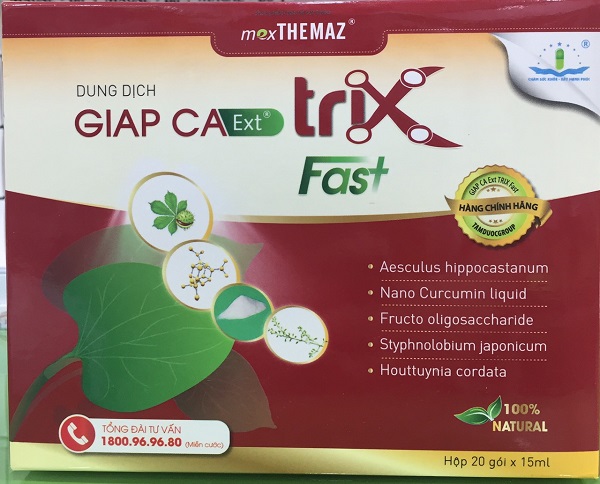 mexTHEMAZ®
DUNG DỊCH
GIAP CA Ext® triX
Fast
GIAP CA Ext TRIX Fast
HÀNG CHÍNH HÃNG
TAMDUOCGROUP
• Aesculus hippocastanum
• Nano Curcumin liquid
• Fructo oligosaccharide
• Styphnolobium japonicum
• Houttuynia cordata
100%
NATURAL
TỔNG ĐÀI TƯ VẤN
1800.96.96.80 (Miễn cước)
Hộp 20 gói x 15ml